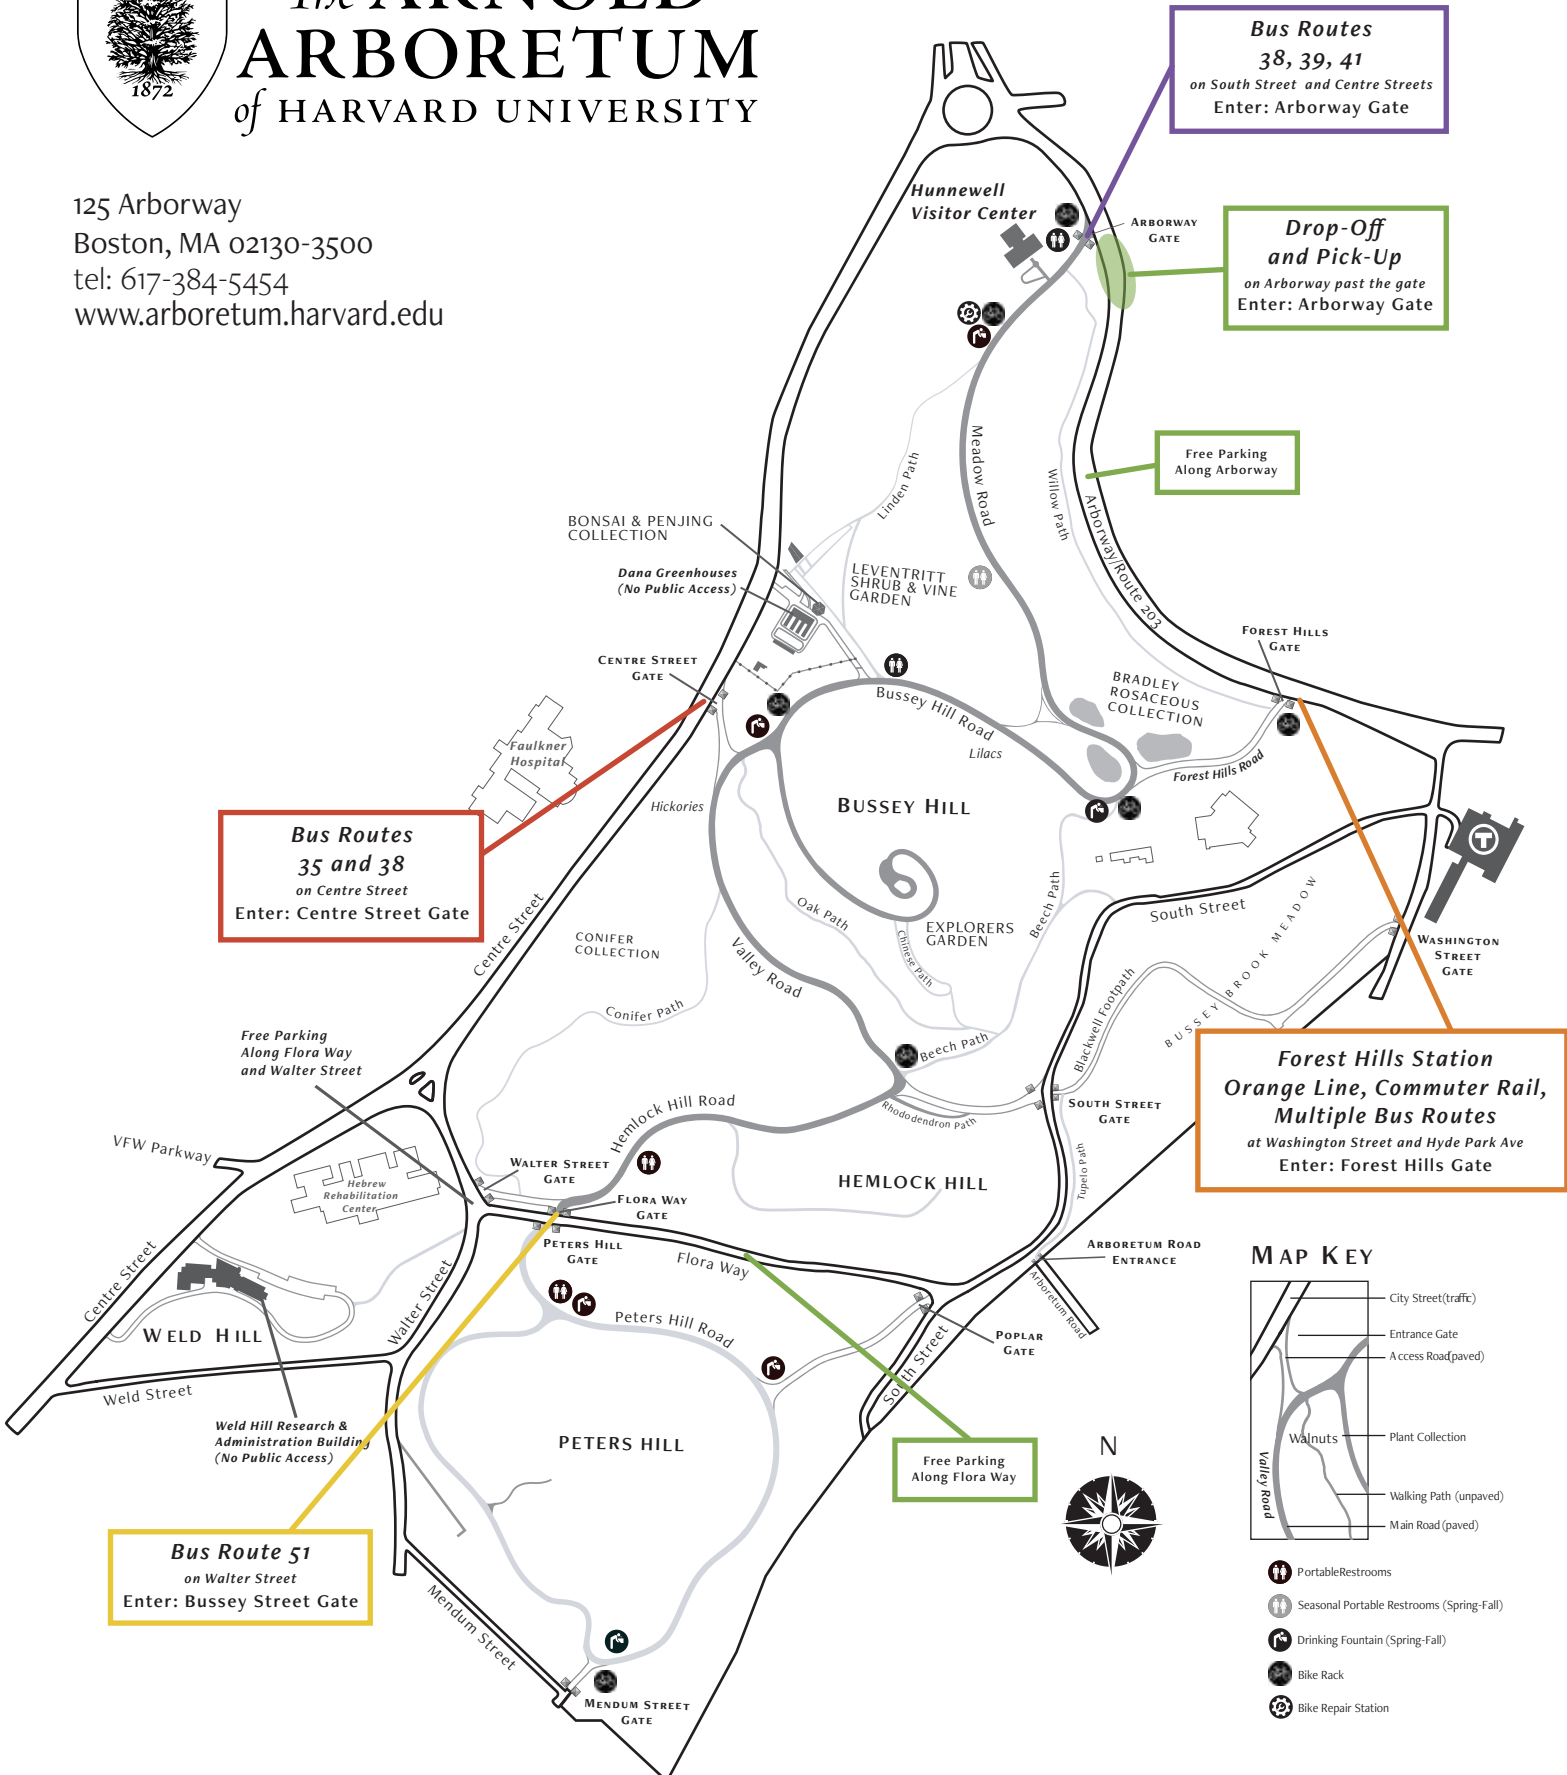 The ARNOLD
ARBORETUM
of HARVARD UNIVERSITY
1872
125 Arborway
Boston, MA 02130-3500
tel: 617-384-5454
www.arboretum.harvard.edu
Bus Routes
38, 39, 41
on South Street and Centre Streets
Enter: Arborway Gate
Hunnewell
Visitor Center
ARBORWAY
GATE
Drop-Off
and Pick-Up
on Arborway past the gate
Enter: Arborway Gate
Free Parking
Along Arborway
Meadow Road
Linden Path
Willow Path
Arborway/Route 203
BONSAI & PENJING
COLLECTION
Dana Greenhouses
(No Public Access)
LEVENTRITT
SHRUB & VINE
GARDEN
FOREST HILLS
GATE
CENTRE STREET
GATE
BRADLEY
ROSACEOUS
COLLECTION
Bussey Hill Road
Lilacs
Faulkner
Hospital
Forest Hills Road
Hickories
BUSSEY HILL
T
Bus Routes
35 and 38
on Centre Street
Enter: Centre Street Gate
Oak Path
Beech Path
South Street
EXPLORERS
GARDEN
Chinese Path
Centre Street
CONIFER
COLLECTION
Valley Road
WASHINGTON
STREET
GATE
BUSSEY BROOK MEADOW
Blackwell Footpath
Conifer Path
Free Parking
Along Flora Way
and Walter Street
Beech Path
Forest Hills Station
Orange Line, Commuter Rail,
Multiple Bus Routes
at Washington Street and Hyde Park Ave
Enter: Forest Hills Gate
Hemlock Hill Road
Rhododendron Path
SOUTH STREET
GATE
VFW Parkway
WALTER STREET
GATE
Hebrew
Rehabilitation
Center
HEMLOCK HILL
Tupelo Path
FLORA WAY
GATE
PETERS HILL
GATE
Flora Way
ARBORETUM ROAD
ENTRANCE
Arboretum Road
Centre Street
Walter Street
WELD HILL
Peters Hill Road
POPLAR
GATE
South Street
Weld Street
Weld Hill Research &
Administration Building
(No Public Access)
PETERS HILL
Free Parking
Along Flora Way
N
Bus Route 51
on Walter Street
Enter: Bussey Street Gate
Mendum Street
MENDUM STREET
GATE
MAP KEY
City Street(traffic)
Entrance Gate
Access Road(paved)
Walnuts
Plant Collection
Valley Road
Walking Path (unpaved)
Main Road (paved)
PortableRestrooms
Seasonal Portable Restrooms (Spring-Fall)
Drinking Fountain (Spring-Fall)
Bike Rack
Bike Repair Station